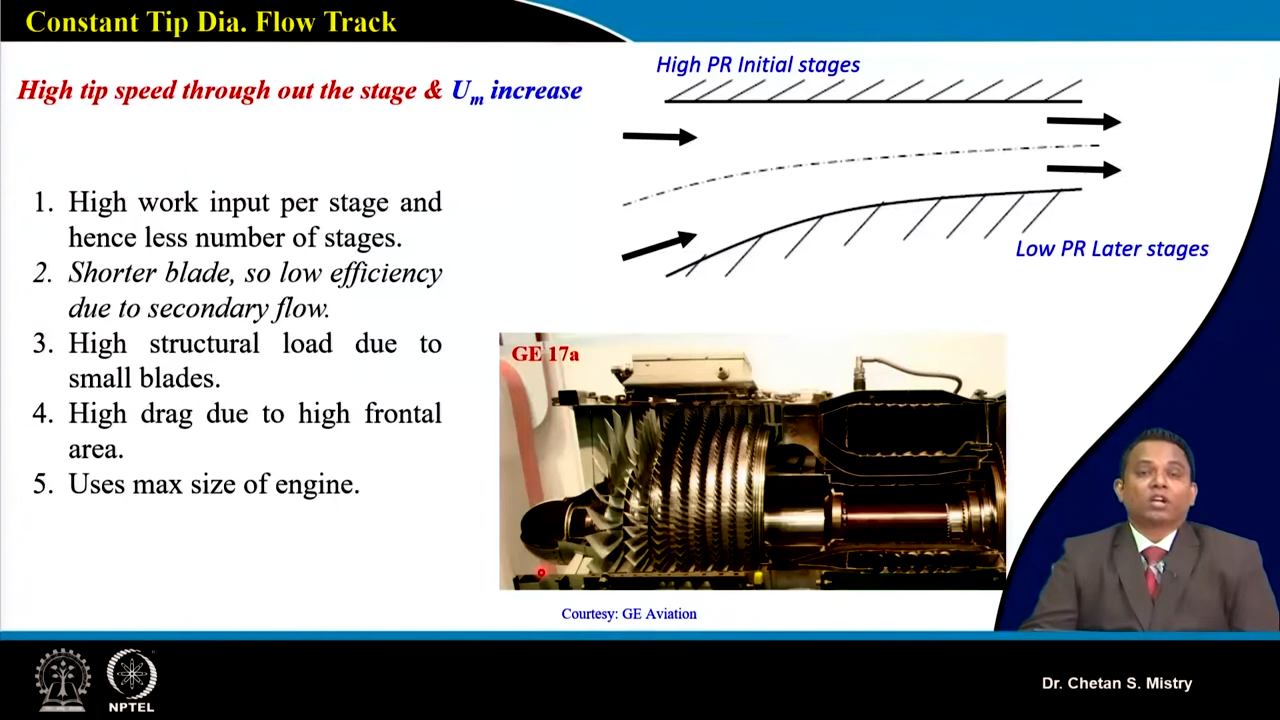 Constant Tip Dia. Flow Track
High tip speed through out the stage & Um increase
High PR Initial stages
1. High work input per stage and
hence less number of stages.
2. Shorter blade, so low efficiency
due to secondary flow.
3. High structural load due to
small blades.
4. High drag due to high frontal
area.
5. Uses max size of engine.
Low PR Later stages
GE 17a
Courtesy: GE Aviation
NPTEL
Dr. Chetan S. Mistry